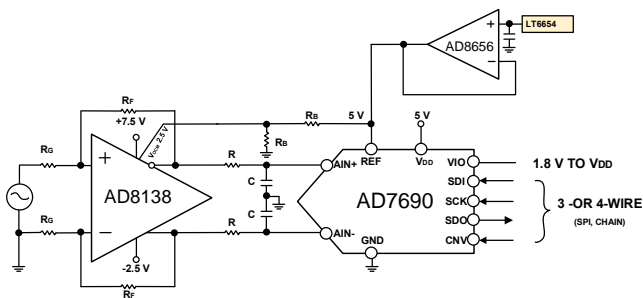 LT6654
AD8656
RF
+7.5 V
RB
5 V
5 V
VOCM 2.5 V
RB
REF
VDD
VIO
1.8 V TO VDD
RG
R
AIN+
SDI
C
AD8138
AD7690
SCK
3 -OR 4-WIRE
(SPI, CHAIN)
C
SDO
RG
R
AIN-
GND
CNV
-2.5 V
RF